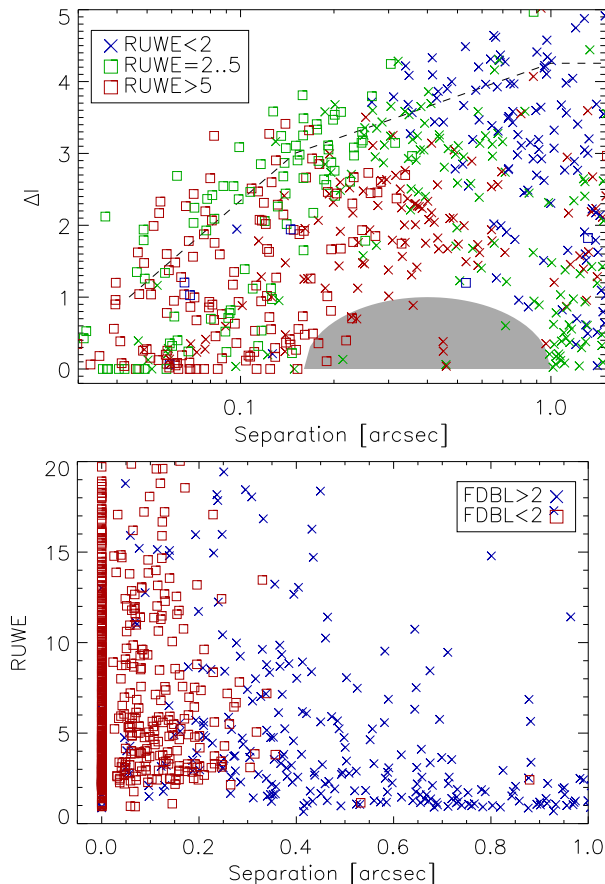 5
4
3
2
1
0
ΔI
RUWE<2
RUWE=2..5
RUWE>5
0.1
1.0
Separation [arcsec]
20
15
10
5
0
RUWE
FDBL>2
FDBL<2
0.0
0.2
0.4
0.6
0.8
1.0
Separation [arcsec]